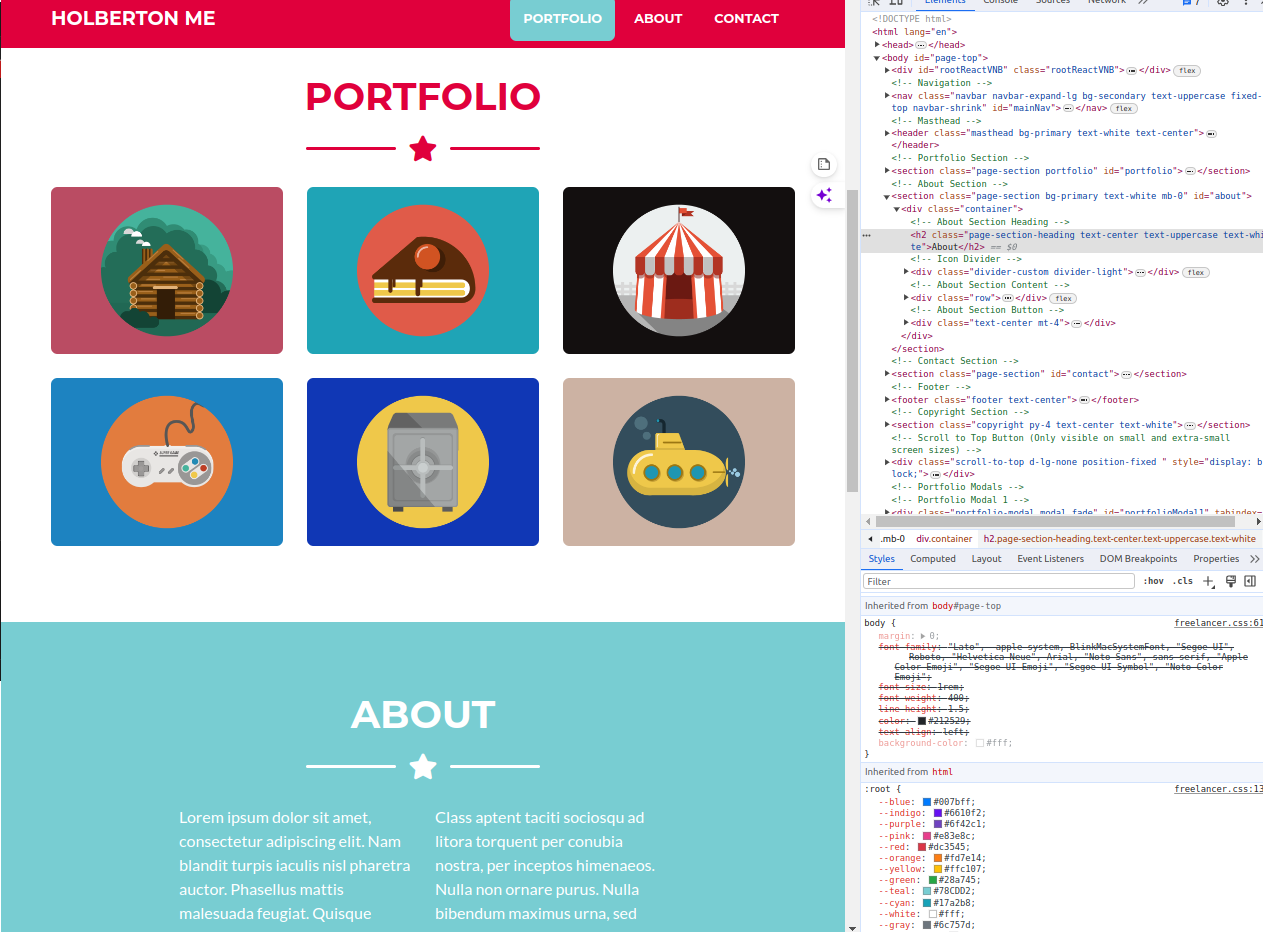 HOLBERTON ME
PORTFOLIO
ABOUT
CONTACT
PORTFOLIO
ABOUT
Lorem ipsum dolor sit amet,
consectetur adipiscing elit. Nam
blandit turpis iaculis nisl pharetra
auctor. Phasellus mattis
malesuada feugiat. Quisque
Class aptent taciti sociosqu ad
litora torquent per conubia
nostra, per inceptos himenaeos.
Nulla non ornare purus. Nulla
bibendum maximus urna, sed
Elements Console Sources Network 7
<!DOCTYPE html>
<html lang="en">
<head>…</head>
<body id="page-top">
<div id="rootReactVNB" class="rootReactVNB">…</div> flex
<!-- Navigation -->
<nav class="navbar navbar-expand-lg bg-secondary text-uppercase fixed-
top navbar-shrink" id="mainNav">…</nav> flex
<!-- Masthead -->
<header class="masthead bg-primary text-white text-center">…
</header>
<!-- Portfolio Section -->
<section class="page-section portfolio" id="portfolio">…</section>
<!-- About Section -->
<section class="page-section bg-primary text-white mb-0" id="about">
<div class="container">
<!-- About Section Heading -->
<h2 class="page-section-heading text-center text-uppercase text-whi
te">About</h2> == $0
<!-- Icon Divider -->
<div class="divider-custom divider-light">…</div> flex
<!-- About Section Content -->
<div class="row">…</div> flex
<!-- About Section Button -->
<div class="text-center mt-4">…</div>
</div>
</section>
<!-- Contact Section -->
<section class="page-section" id="contact">…</section>
<!-- Footer -->
<footer class="footer text-center">…</footer>
<!-- Copyright Section -->
<section class="copyright py-4 text-center text-white">…</section>
<!-- Scroll to Top Button (Only visible on small and extra-small
screen sizes) -->
<div class="scroll-to-top d-lg-none position-fixed " style="display: b
lock;">…</div>
<!-- Portfolio Modals -->
<!-- Portfolio Modal 1 -->
<div class="portfolio-modal modal fade" id="portfolioModal1" tabindex=
.mb-0 div.container h2.page-section-heading.text-center.text-uppercase.text-white
Styles Computed Layout Event Listeners DOM Breakpoints Properties
Filter :hov .cls
Inherited from body#page-top
body { freelancer.css:61
margin: 0;
font-family: "Lato", -apple-system, BlinkMacSystemFont, "Segoe UI",
Roboto, "Helvetica Neue", Arial, "Noto Sans", sans-serif, "Apple
Color Emoji", "Segoe UI Emoji", "Segoe UI Symbol", "Noto Color
Emoji";
font-size: 1rem;
font-weight: 400;
line-height: 1.5;
color: #212529;
text-align: left;
background-color: #fff;
}
Inherited from html
:root { freelancer.css:13
--blue: #007bff;
--indigo: #6610f2;
--purple: #6f42c1;
--pink: #e83e8c;
--red: #dc3545;
--orange: #fd7e14;
--yellow: #ffc107;
--green: #28a745;
--teal: #78CDD2;
--cyan: #17a2b8;
--white: #fff;
--gray: #6c757d;